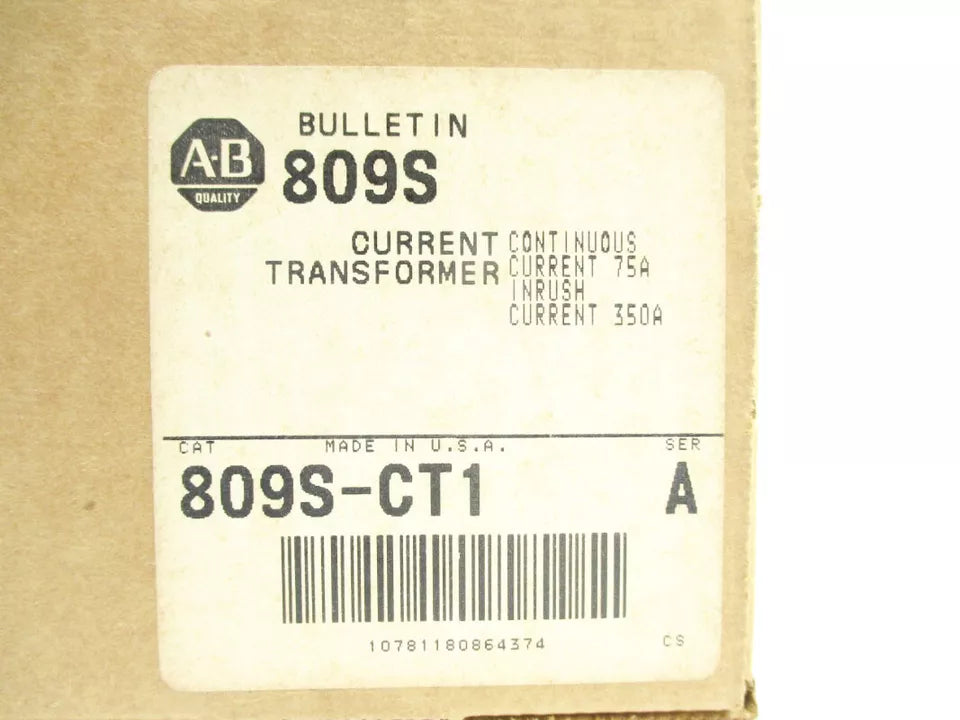 BULLETIN
A-B
QUALITY
809S
CURRENT
TRANSFORMER
CONTINUOUS
CURRENT 75A
INRUSH
CURRENT 350A
CAT
MADE IN U.S.A.
SER
809S-CT1
A
10781180864374
CS